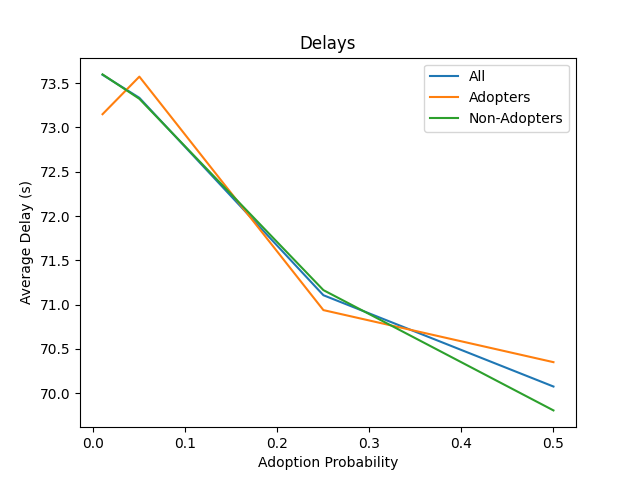 Delays
All
Adopters
Non-Adopters
Average Delay (s)
73.5
73.0
72.5
72.0
71.5
71.0
70.5
70.0
0.0 0.1 0.2 0.3 0.4 0.5
Adoption Probability